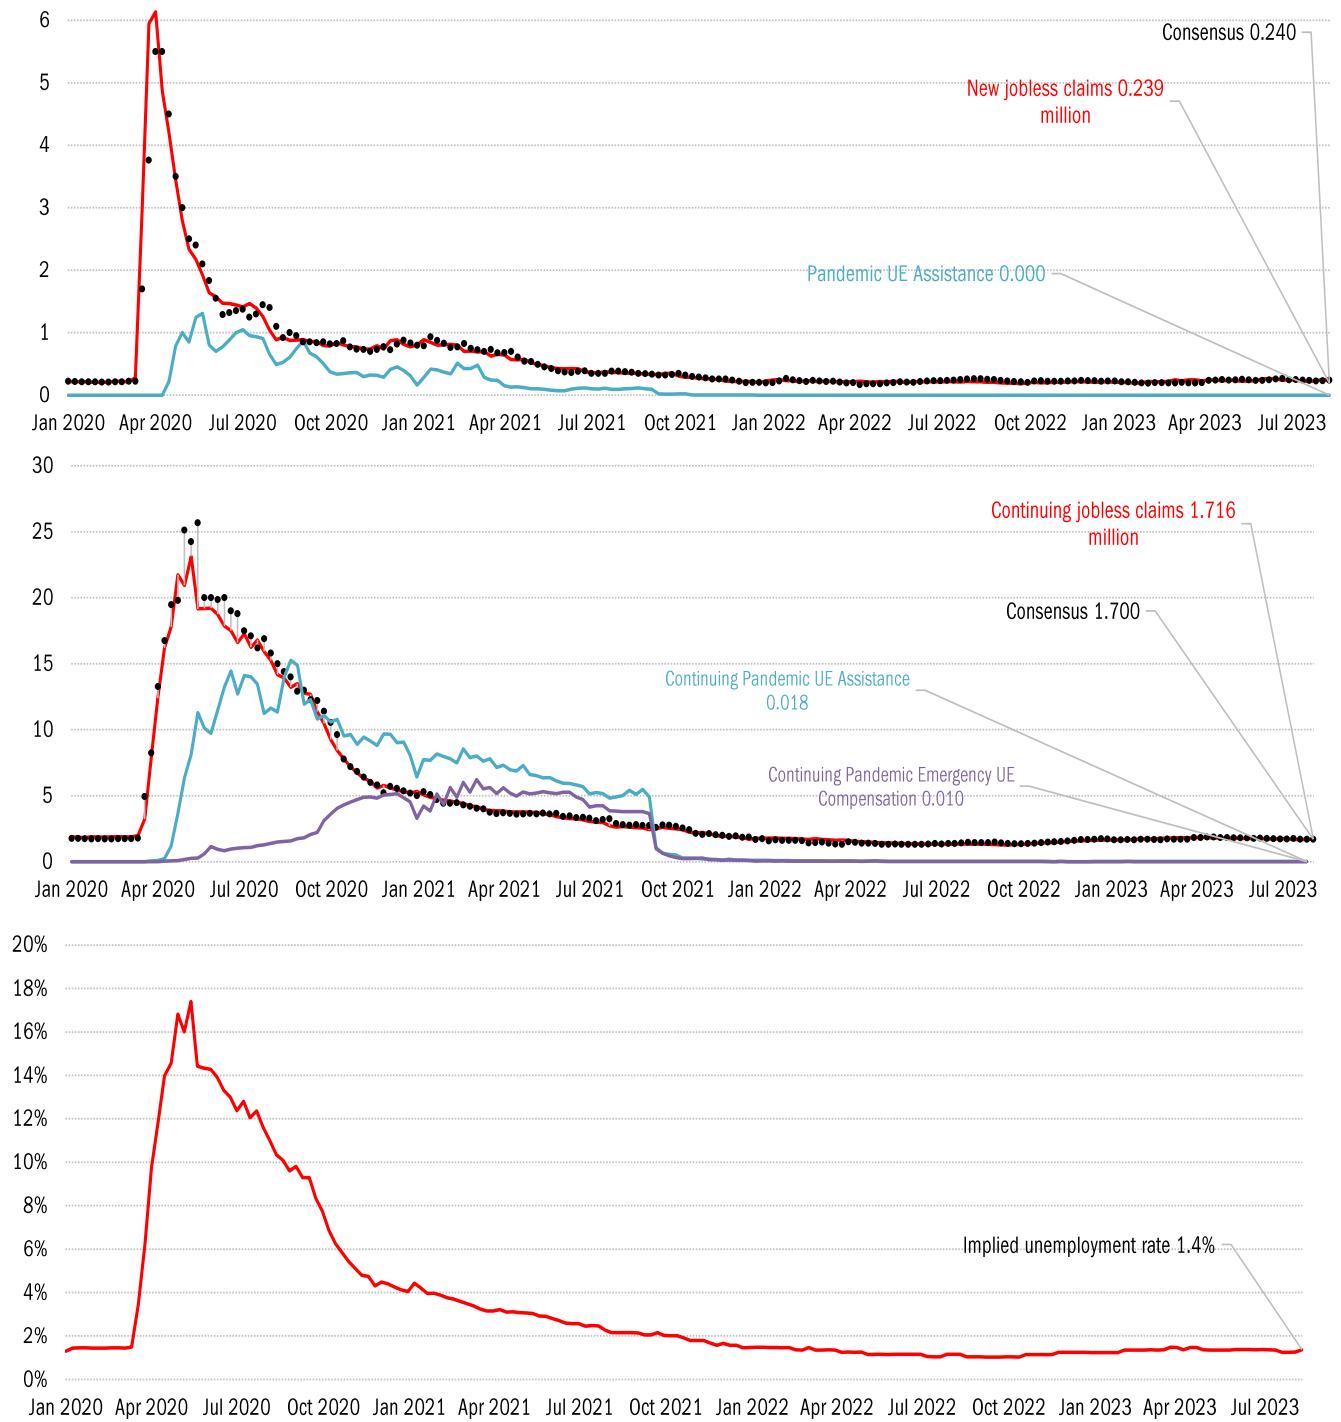 6
Consensus 0.240
5
New jobless claims 0.239
million
4
3
2
Pandemic UE Assistance 0.000
1
0
Jan 2020 Apr 2020 Jul 2020 Oct 2020 Jan 2021 Apr 2021 Jul 2021 Oct 2021 Jan 2022 Apr 2022 Jul 2022 Oct 2022 Jan 2023 Apr 2023 Jul 2023
30
Continuing jobless claims 1.716
million
25
20
Consensus 1.700
15
Continuing Pandemic UE Assistance
0.018
10
Continuing Pandemic Emergency UE
Compensation 0.010
5
0
Jan 2020 Apr 2020 Jul 2020 Oct 2020 Jan 2021 Apr 2021 Jul 2021 Oct 2021 Jan 2022 Apr 2022 Jul 2022 Oct 2022 Jan 2023 Apr 2023 Jul 2023
20%
18%
16%
14%
12%
10%
8%
6%
Implied unemployment rate 1.4%
4%
2%
0%
Jan 2020 Apr 2020 Jul 2020 Oct 2020 Jan 2021 Apr 2021 Jul 2021 Oct 2021 Jan 2022 Apr 2022 Jul 2022 Oct 2022 Jan 2023 Apr 2023 Jul 2023